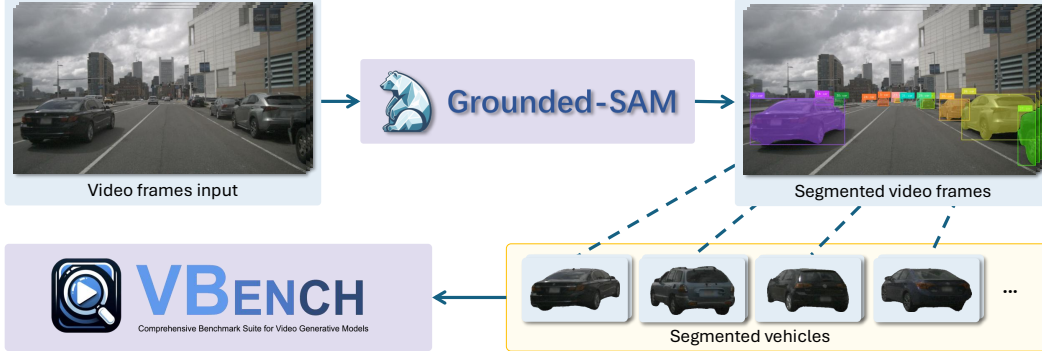 Grounded-SAM
Video frames input
Segmented video frames
VBENCH
Comprehensive Benchmark Suite for Video Generative Models
...
Segmented vehicles